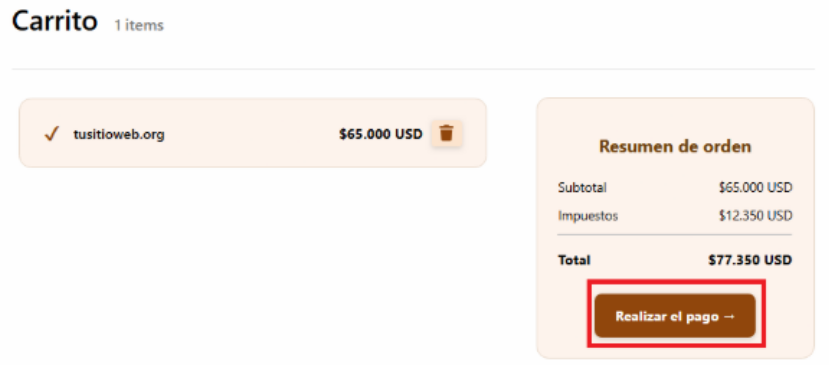 Carrito 1 items
tusitioweb.org $65.000 USD
Resumen de orden
Subtotal $65.000 USD
Impuestos $12.350 USD
Total $77.350 USD
Realizar el pago →